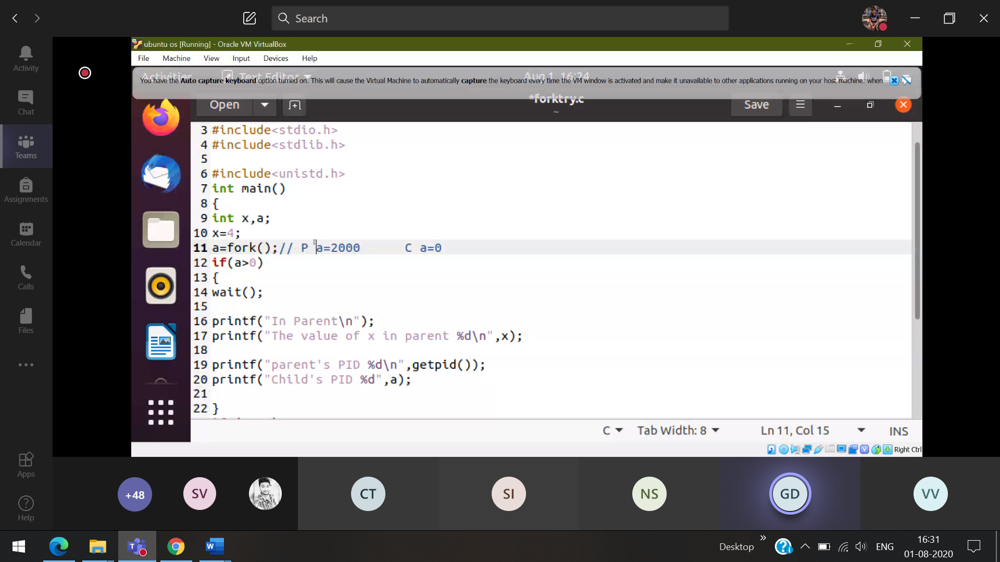 Search
Activity
Chat
Teams
Assignments
Calendar
Calls
Files
Apps
Help
ubuntu os [Running] - Oracle VM VirtualBox
File Machine View Input Devices Help
Activities Text Editor Aug 1 16:24
You have the Auto capture keyboard option turned on. This will cause the Virtual Machine to automatically capture the keyboard every time the VM window is activated and make it unavailable to other applications running on your host machine: when
Open *forktry.c Save
~
3 #include<stdio.h>
4 #include<stdlib.h>
5
6 #include<unistd.h>
7 int main()
8 {
9 int x,a;
10 x=4;
11 a=fork();// P a=2000 C a=0
12 if(a>0)
13 {
14 wait();
15
16 printf("In Parent\n");
17 printf("The value of x in parent %d\n",x);
18
19 printf("parent's PID %d\n",getpid());
20 printf("Child's PID %d",a);
21
22 }
C Tab Width: 8 Ln 11, Col 15 INS
Right Ctrl
+48 SV CT SI NS GD VV
Desktop ENG 16:31
01-08-2020